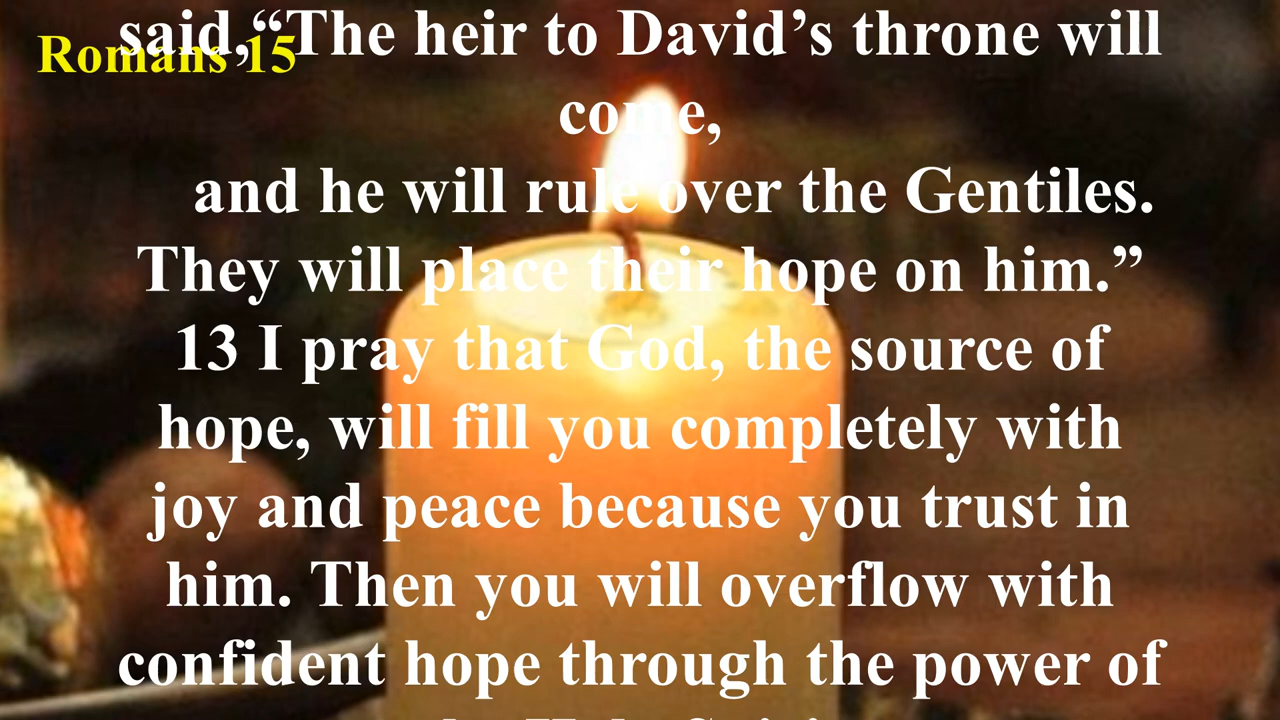 Romans 15
said,“The heir to David’s throne will
come,
and he will rule over the Gentiles.
They will place their hope on him.”
13 I pray that God, the source of
hope, will fill you completely with
joy and peace because you trust in
him. Then you will overflow with
confident hope through the power of